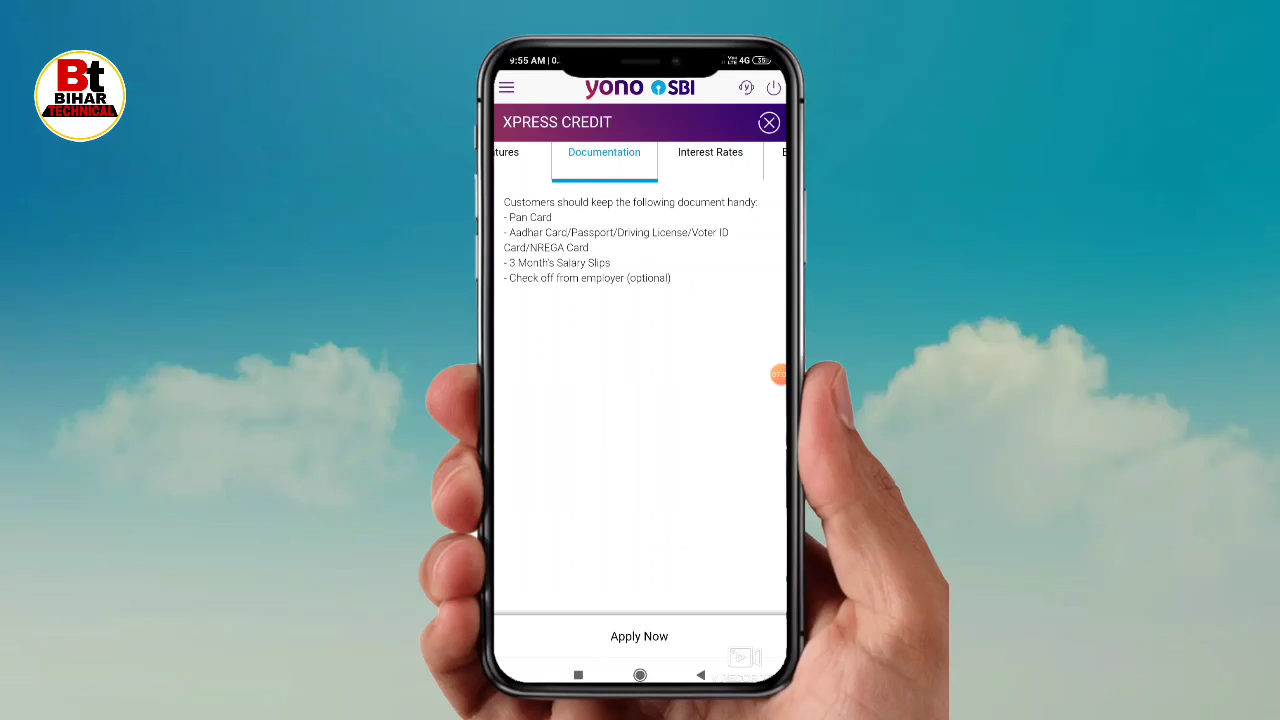 Bt
BIHAR
TECHNICAL
9:55 AM | 0.
4G
35
yono SBI
XPRESS CREDIT
tures
Documentation
Interest Rates
Customers should keep the following document handy:
- Pan Card
- Aadhar Card/Passport/Driving License/Voter ID
Card/NREGA Card
- 3 Month's Salary Slips
- Check off from employer (optional)
Apply Now